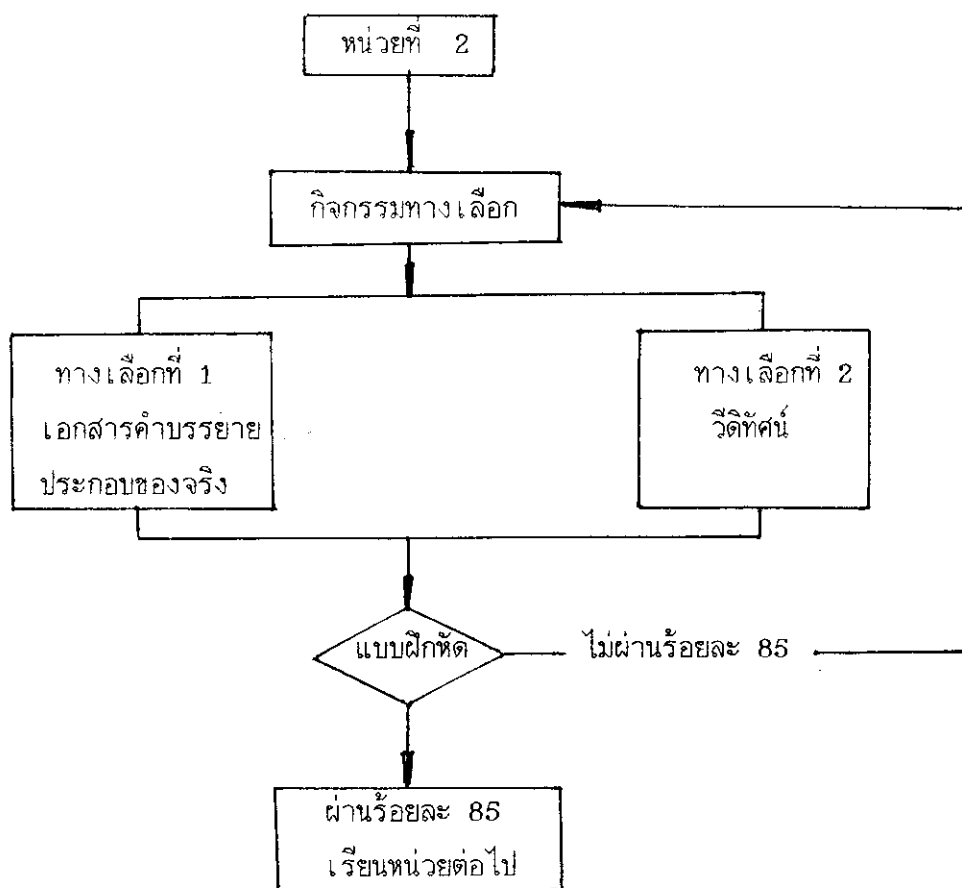 หน่วยที่ 2
กิจกรรมทางเลือก
ทางเลือกที่ 1
เอกสารคำบรรยาย
ประกอบของจริง
ทางเลือกที่ 2
วีดิทัศน์
แบบฝึกหัด
ไม่ผ่านร้อยละ 85
ผ่านร้อยละ 85
เรียนหน่วยต่อไป